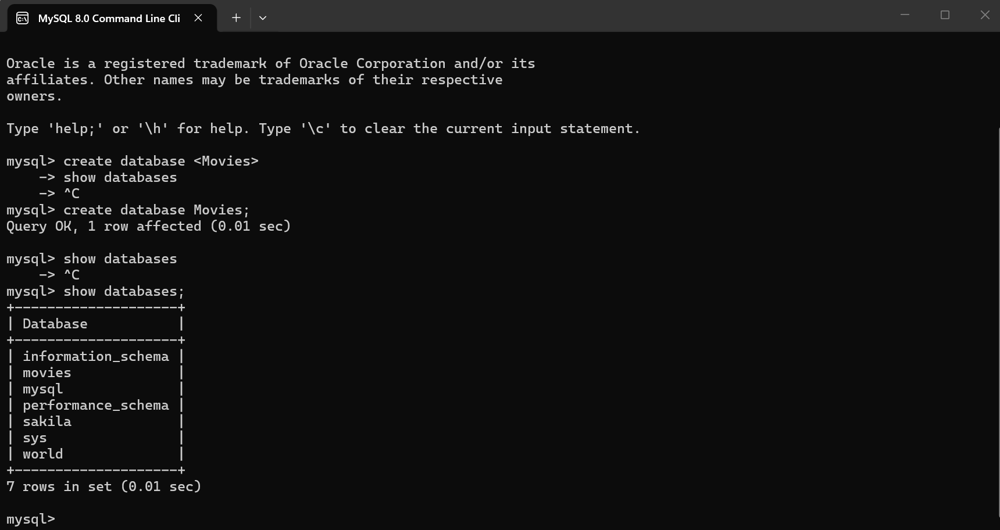 MySQL 8.0 Command Line Cli
Oracle is a registered trademark of Oracle Corporation and/or its
affiliates. Other names may be trademarks of their respective
owners.
Type 'help;' or '\h' for help. Type '\c' to clear the current input statement.
mysql> create database <Movies>
    -> show databases
    -> ^C
mysql> create database Movies;
Query OK, 1 row affected (0.01 sec)
mysql> show databases
    -> ^C
mysql> show databases;
+--------------------+
| Database           |
+--------------------+
| information_schema |
| movies             |
| mysql              |
| performance_schema |
| sakila             |
| sys                |
| world              |
+--------------------+
7 rows in set (0.01 sec)
mysql>